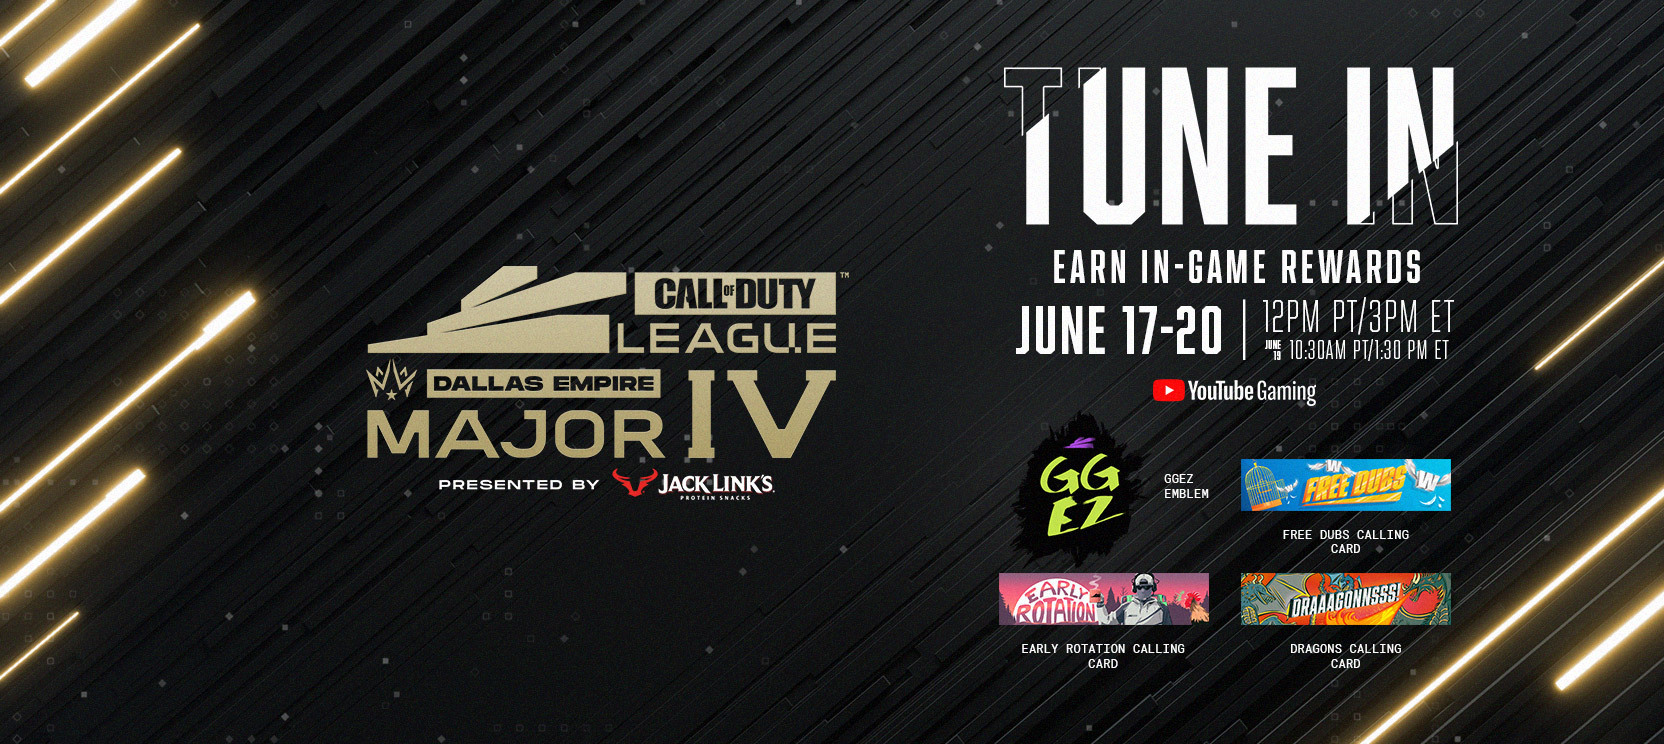 CALL OF DUTY
™
LEAGUE
DALLAS EMPIRE
MAJOR IV
PRESENTED BY
JACK LINK'S
PROTEIN SNACKS
TUNE IN
EARN IN-GAME REWARDS
JUNE 17-20
12PM PT/3PM ET
JUNE 19
10:30AM PT/1:30 PM ET
YouTube Gaming
GG
EZ
GGEZ
EMBLEM
W FREE DUBS W
FREE DUBS CALLING
CARD
EARLY
ROTATION
EARLY ROTATION CALLING
CARD
DRAAAGONNSSS!
DRAGONS CALLING
CARD